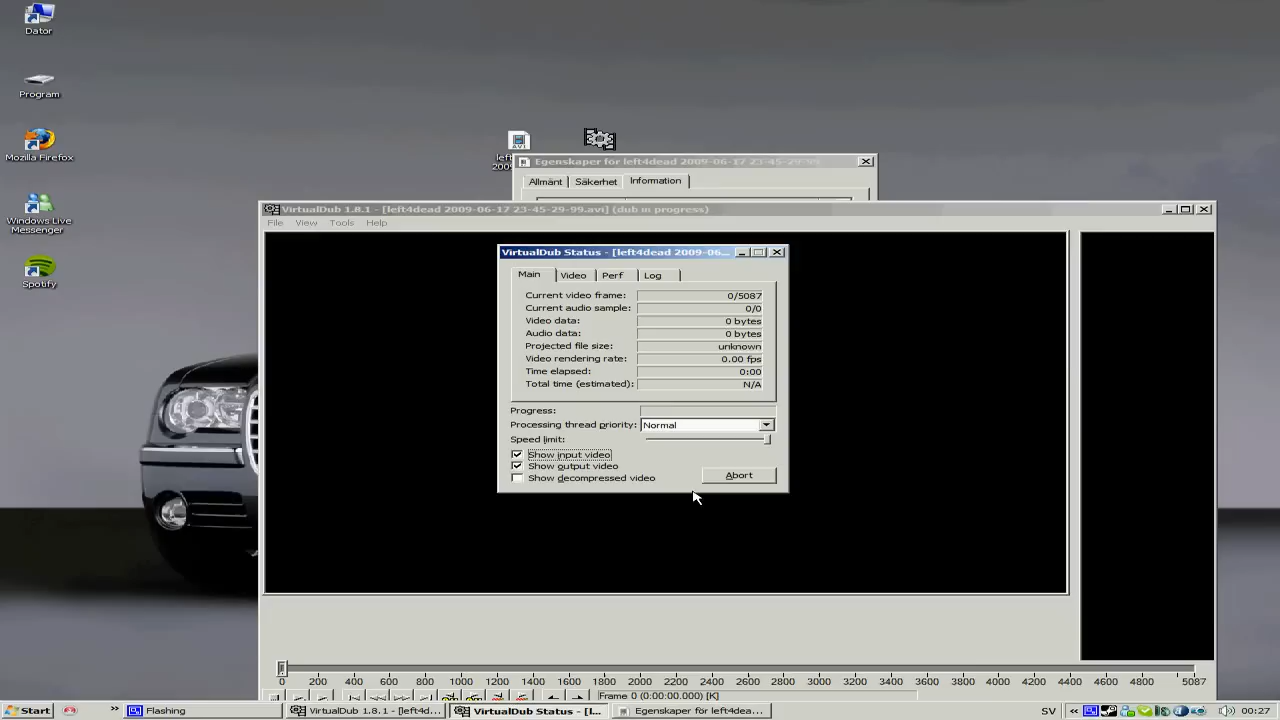 Dator
Program
Mozilla Firefox
Windows Live
Messenger
Spotify
left
Egenskaper för left4dead 2009-06-17 23-45-29-99
Allmänt Säkerhet Information
VirtualDub 1.8.1 - [left4dead 2009-06-17 23-45-29-99.avi] (dub in progress)
File View Tools Help
VirtualDub Status - [left4dead 2009-06...
Main Video Perf Log
Current video frame: 0/5087
Current audio sample: 0/0
Video data: 0 bytes
Audio data: 0 bytes
Projected file size: unknown
Video rendering rate: 0.00 fps
Time elapsed: 0:00
Total time (estimated): N/A
Progress:
Processing thread priority: Normal
Speed limit:
Show input video
Show output video
Show decompressed video
Abort
0 200 400 600 800 1000 1200 1400 1600 1800 2000 2200 2400 2600 2800 3000 3200 3400 3600 3800 4000 4200 4400 4600 4800 5087
Frame 0 (0:00:00.000) [K]
Start >> Flashing VirtualDub 1.8.1 - [left4d... VirtualDub Status - [l... Egenskaper för left4dea... SV << 00:27